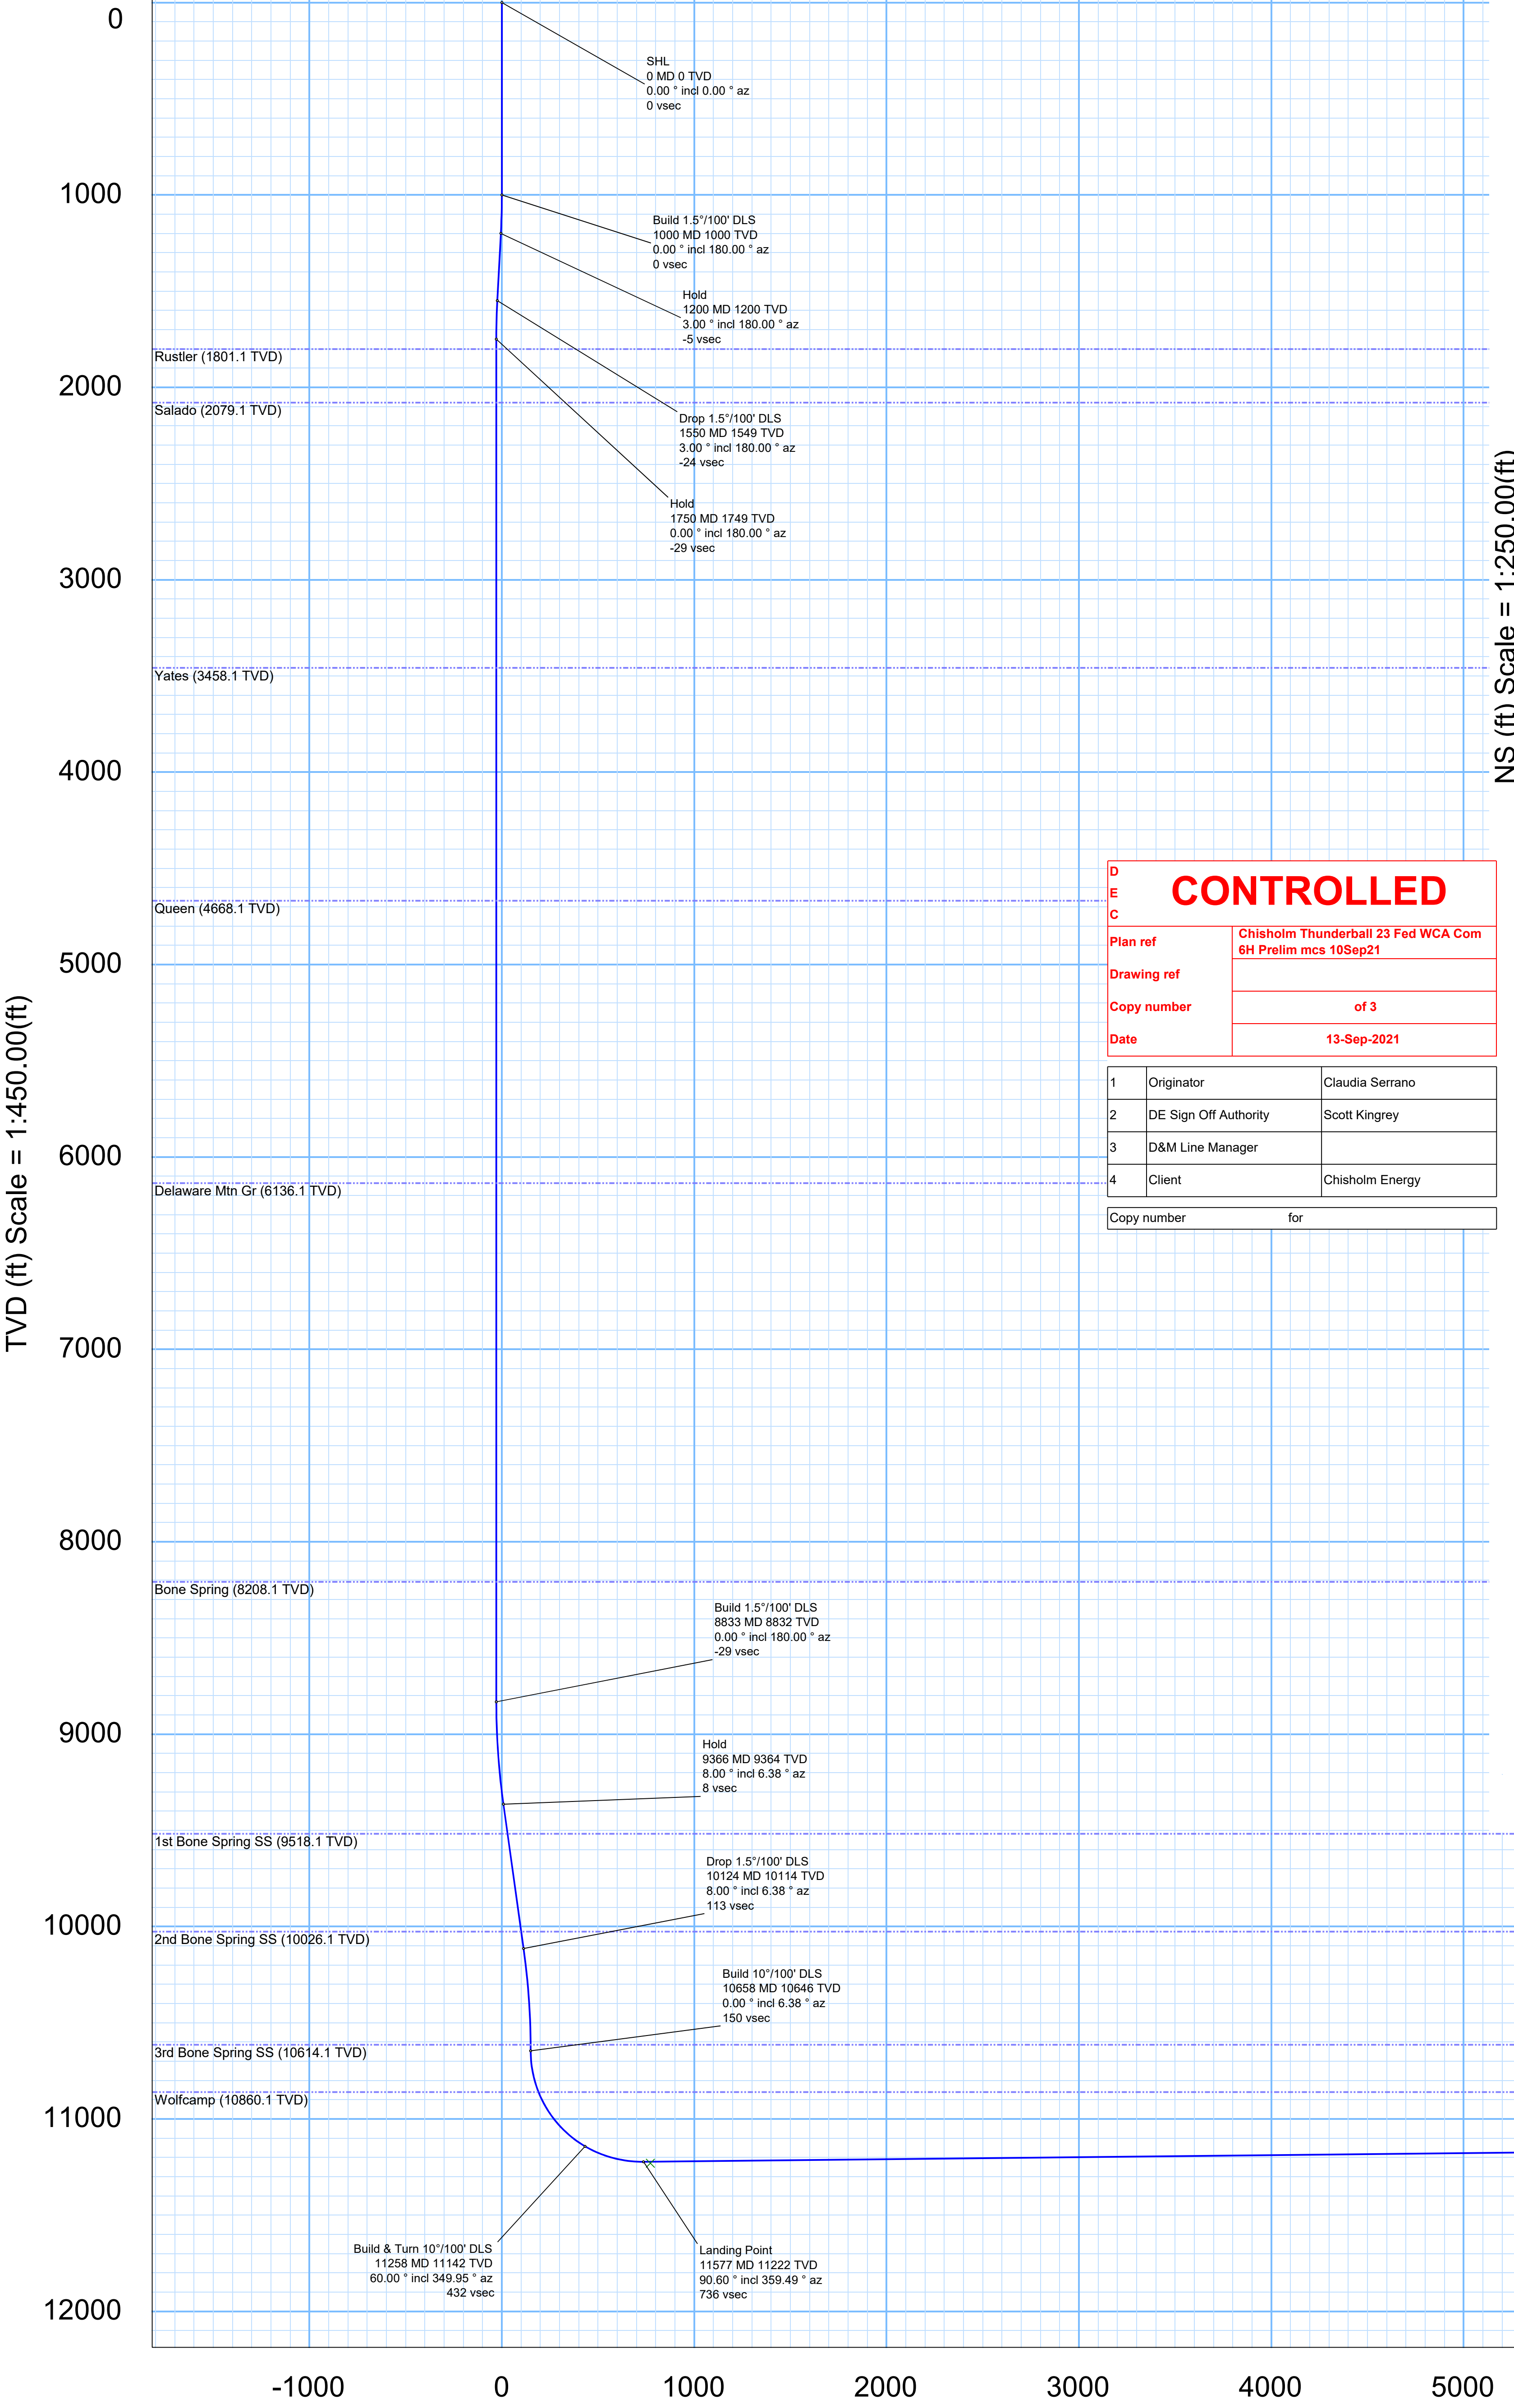 0
SHL
0 MD 0 TVD
0.00 ° incl 0.00 ° az
0 vsec
1000
Build 1.5°/100' DLS
1000 MD 1000 TVD
0.00 ° incl 180.00 ° az
0 vsec
Hold
1200 MD 1200 TVD
3.00 ° incl 180.00 ° az
-5 vsec
Rustler (1801.1 TVD)
2000
Salado (2079.1 TVD)
Drop 1.5°/100' DLS
1550 MD 1549 TVD
3.00 ° incl 180.00 ° az
-24 vsec
Hold
1750 MD 1749 TVD
0.00 ° incl 180.00 ° az
-29 vsec
3000
NS (ft) Scale = 1:250.00(ft)
Yates (3458.1 TVD)
4000
Queen (4668.1 TVD)
D
E
C
CONTROLLED
Plan ref
Chisholm Thunderball 23 Fed WCA Com
6H Prelim mcs 10Sep21
Drawing ref
Copy number of 3
Date 13-Sep-2021
5000
TVD (ft) Scale = 1:450.00(ft)
1 Originator Claudia Serrano
2 DE Sign Off Authority Scott Kingrey
3 D&M Line Manager
4 Client Chisholm Energy
Copy number for
6000
Delaware Mtn Gr (6136.1 TVD)
7000
8000
Bone Spring (8208.1 TVD)
Build 1.5°/100' DLS
8833 MD 8832 TVD
0.00 ° incl 180.00 ° az
-29 vsec
9000
Hold
9366 MD 9364 TVD
8.00 ° incl 6.38 ° az
8 vsec
1st Bone Spring SS (9518.1 TVD)
Drop 1.5°/100' DLS
10124 MD 10114 TVD
8.00 ° incl 6.38 ° az
113 vsec
10000
2nd Bone Spring SS (10026.1 TVD)
Build 10°/100' DLS
10658 MD 10646 TVD
0.00 ° incl 6.38 ° az
150 vsec
3rd Bone Spring SS (10614.1 TVD)
Wolfcamp (10860.1 TVD)
11000
Build & Turn 10°/100' DLS
11258 MD 11142 TVD
60.00 ° incl 349.95 ° az
432 vsec
Landing Point
11577 MD 11222 TVD
90.60 ° incl 359.49 ° az
736 vsec
12000
-1000 0 1000 2000 3000 4000 5000